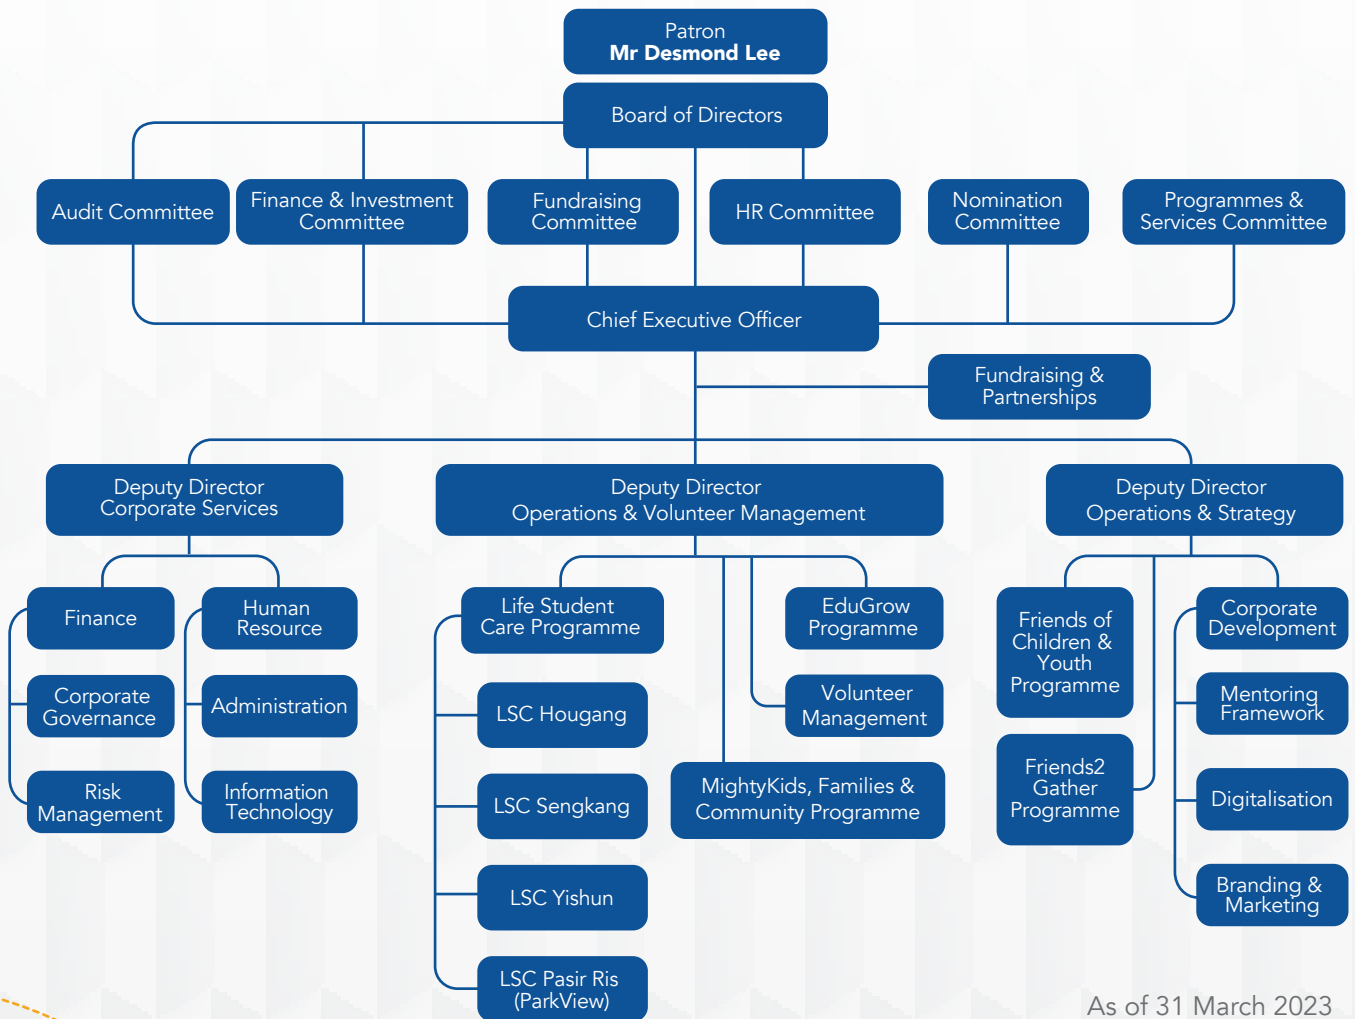 Patron
Mr Desmond Lee
Board of Directors
Audit Committee
Finance & Investment
Committee
Fundraising
Committee
HR Committee
Nomination
Committee
Programmes &
Services Committee
Chief Executive Officer
Fundraising &
Partnerships
Deputy Director
Corporate Services
Deputy Director
Operations & Volunteer Management
Deputy Director
Operations & Strategy
Finance
Corporate
Governance
Risk
Management
Human
Resource
Administration
Information
Technology
Life Student
Care Programme
LSC Hougang
LSC Sengkang
LSC Yishun
LSC Pasir Ris
(ParkView)
EduGrow
Programme
Volunteer
Management
MightyKids, Families &
Community Programme
Friends of
Children &
Youth
Programme
Friends2
Gather
Programme
Corporate
Development
Mentoring
Framework
Digitalisation
Branding &
Marketing
As of 31 March 2023